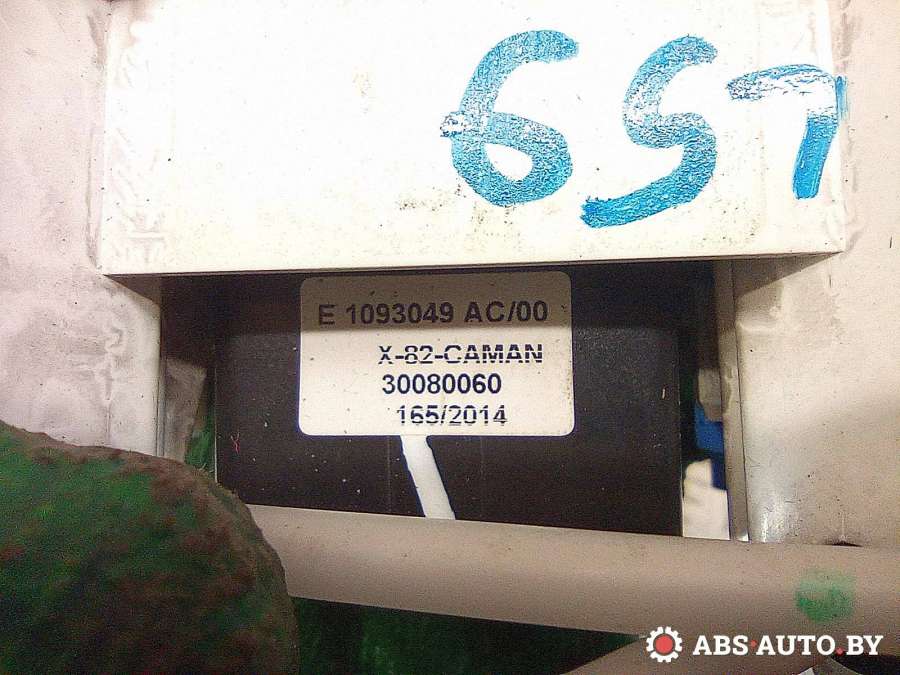 657
E 1093049 AC/00
X-82-CAMAN
30080060
165/2014
ABS·AUTO.BY